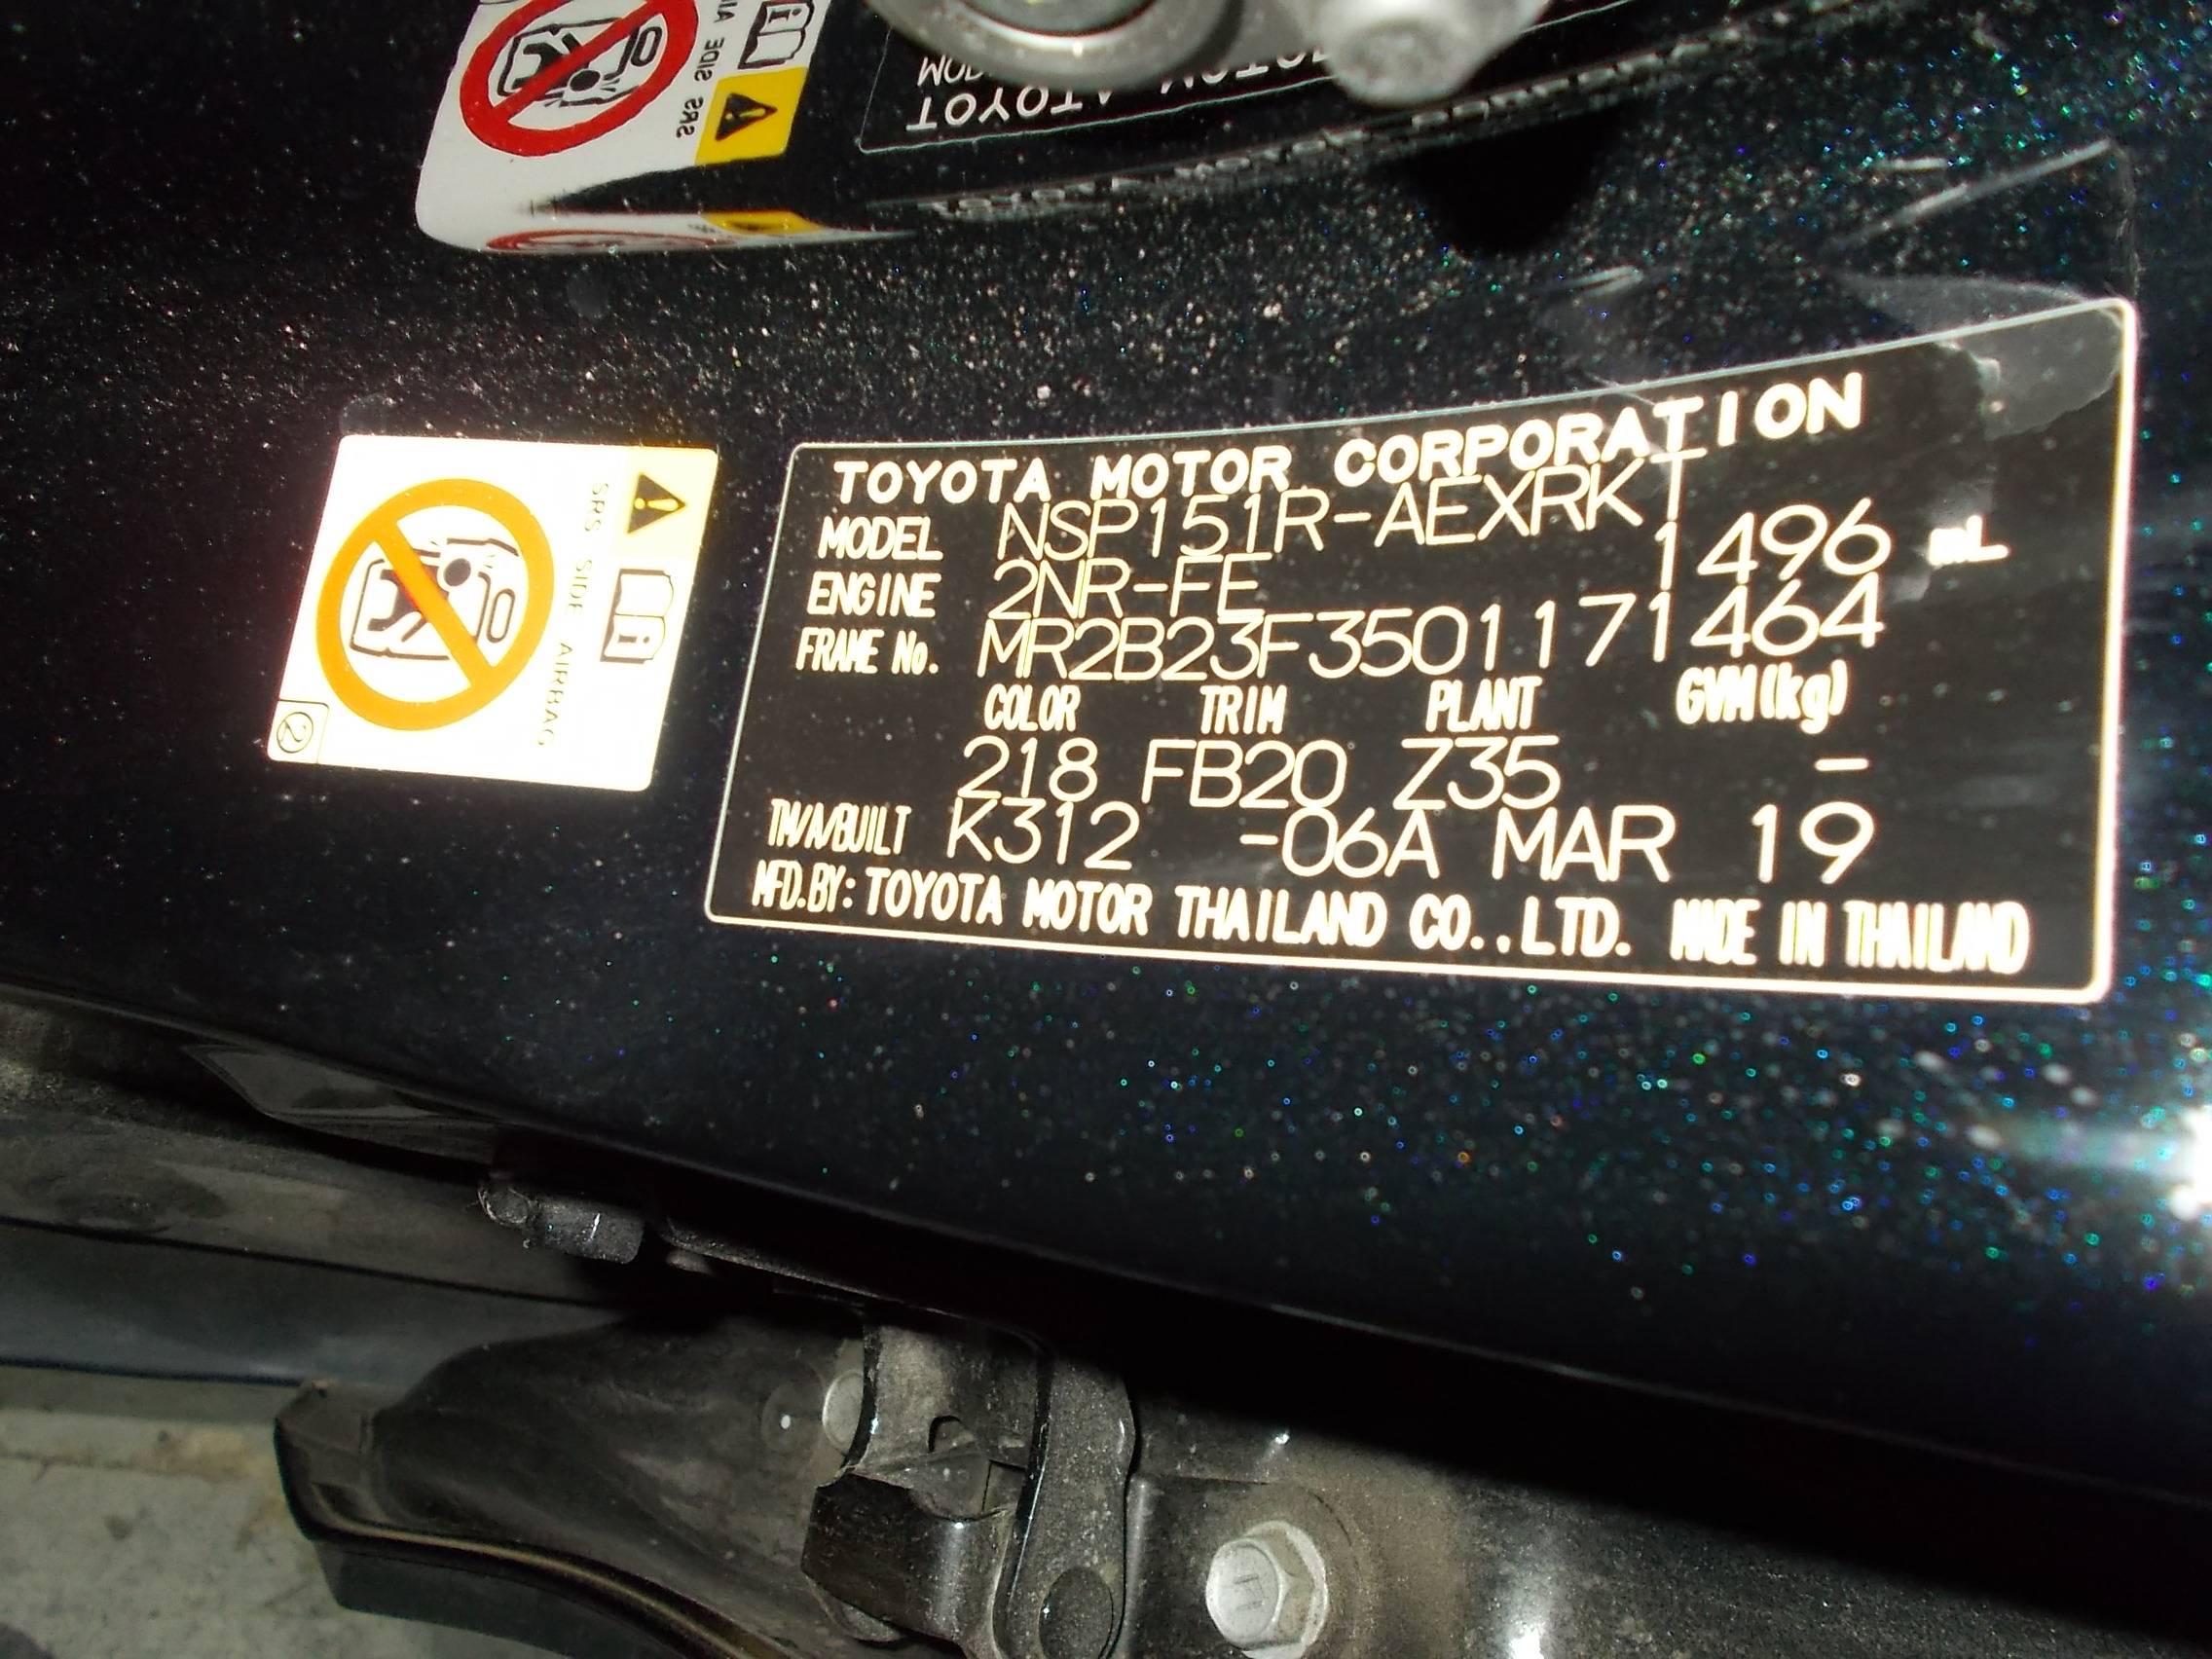 SRS SIDE AIRBAG
2
TOYOTA MOTOR CORPORATION
MODEL NSP151R-AEXRKT
ENGINE 2NR-FE 1496 mL
FRAME No. MR2B23F3501171464
COLOR TRIM PLANT GVM(kg)
218 FB20 Z35 -
TM/A/BUILT K312 -06A MAR 19
MFD.BY: TOYOTA MOTOR THAILAND CO.,LTD. MADE IN THAILAND